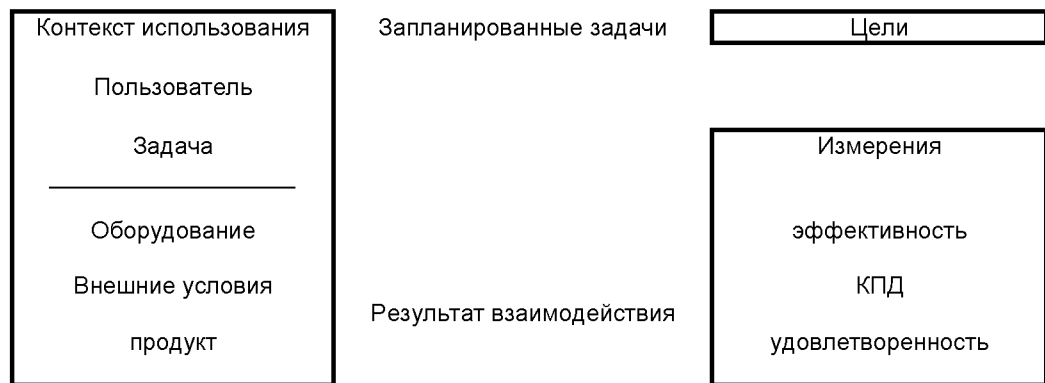 Контекст использования
Пользователь
Задача
Оборудование
Внешние условия
продукт
Запланированные задачи
Результат взаимодействия
Цели
Измерения
эффективность
КПД
удовлетворенность